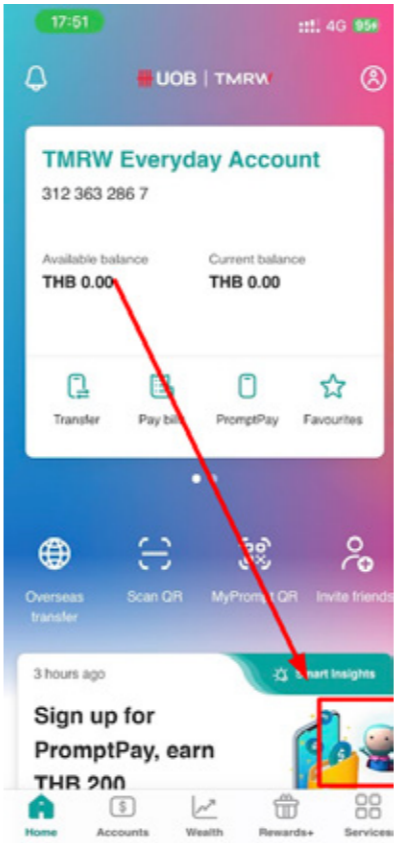 17:51 4G 95+
UOB | TMRW
TMRW Everyday Account
312 363 286 7
Available balance Current balance
THB 0.00 THB 0.00
Transfer Pay bills PromptPay Favourites
Overseas transfer Scan QR MyPrompt QR Invite friends
3 hours ago Smart Insights
Sign up for
PromptPay, earn
THB 200
Home Accounts Wealth Rewards+ Services